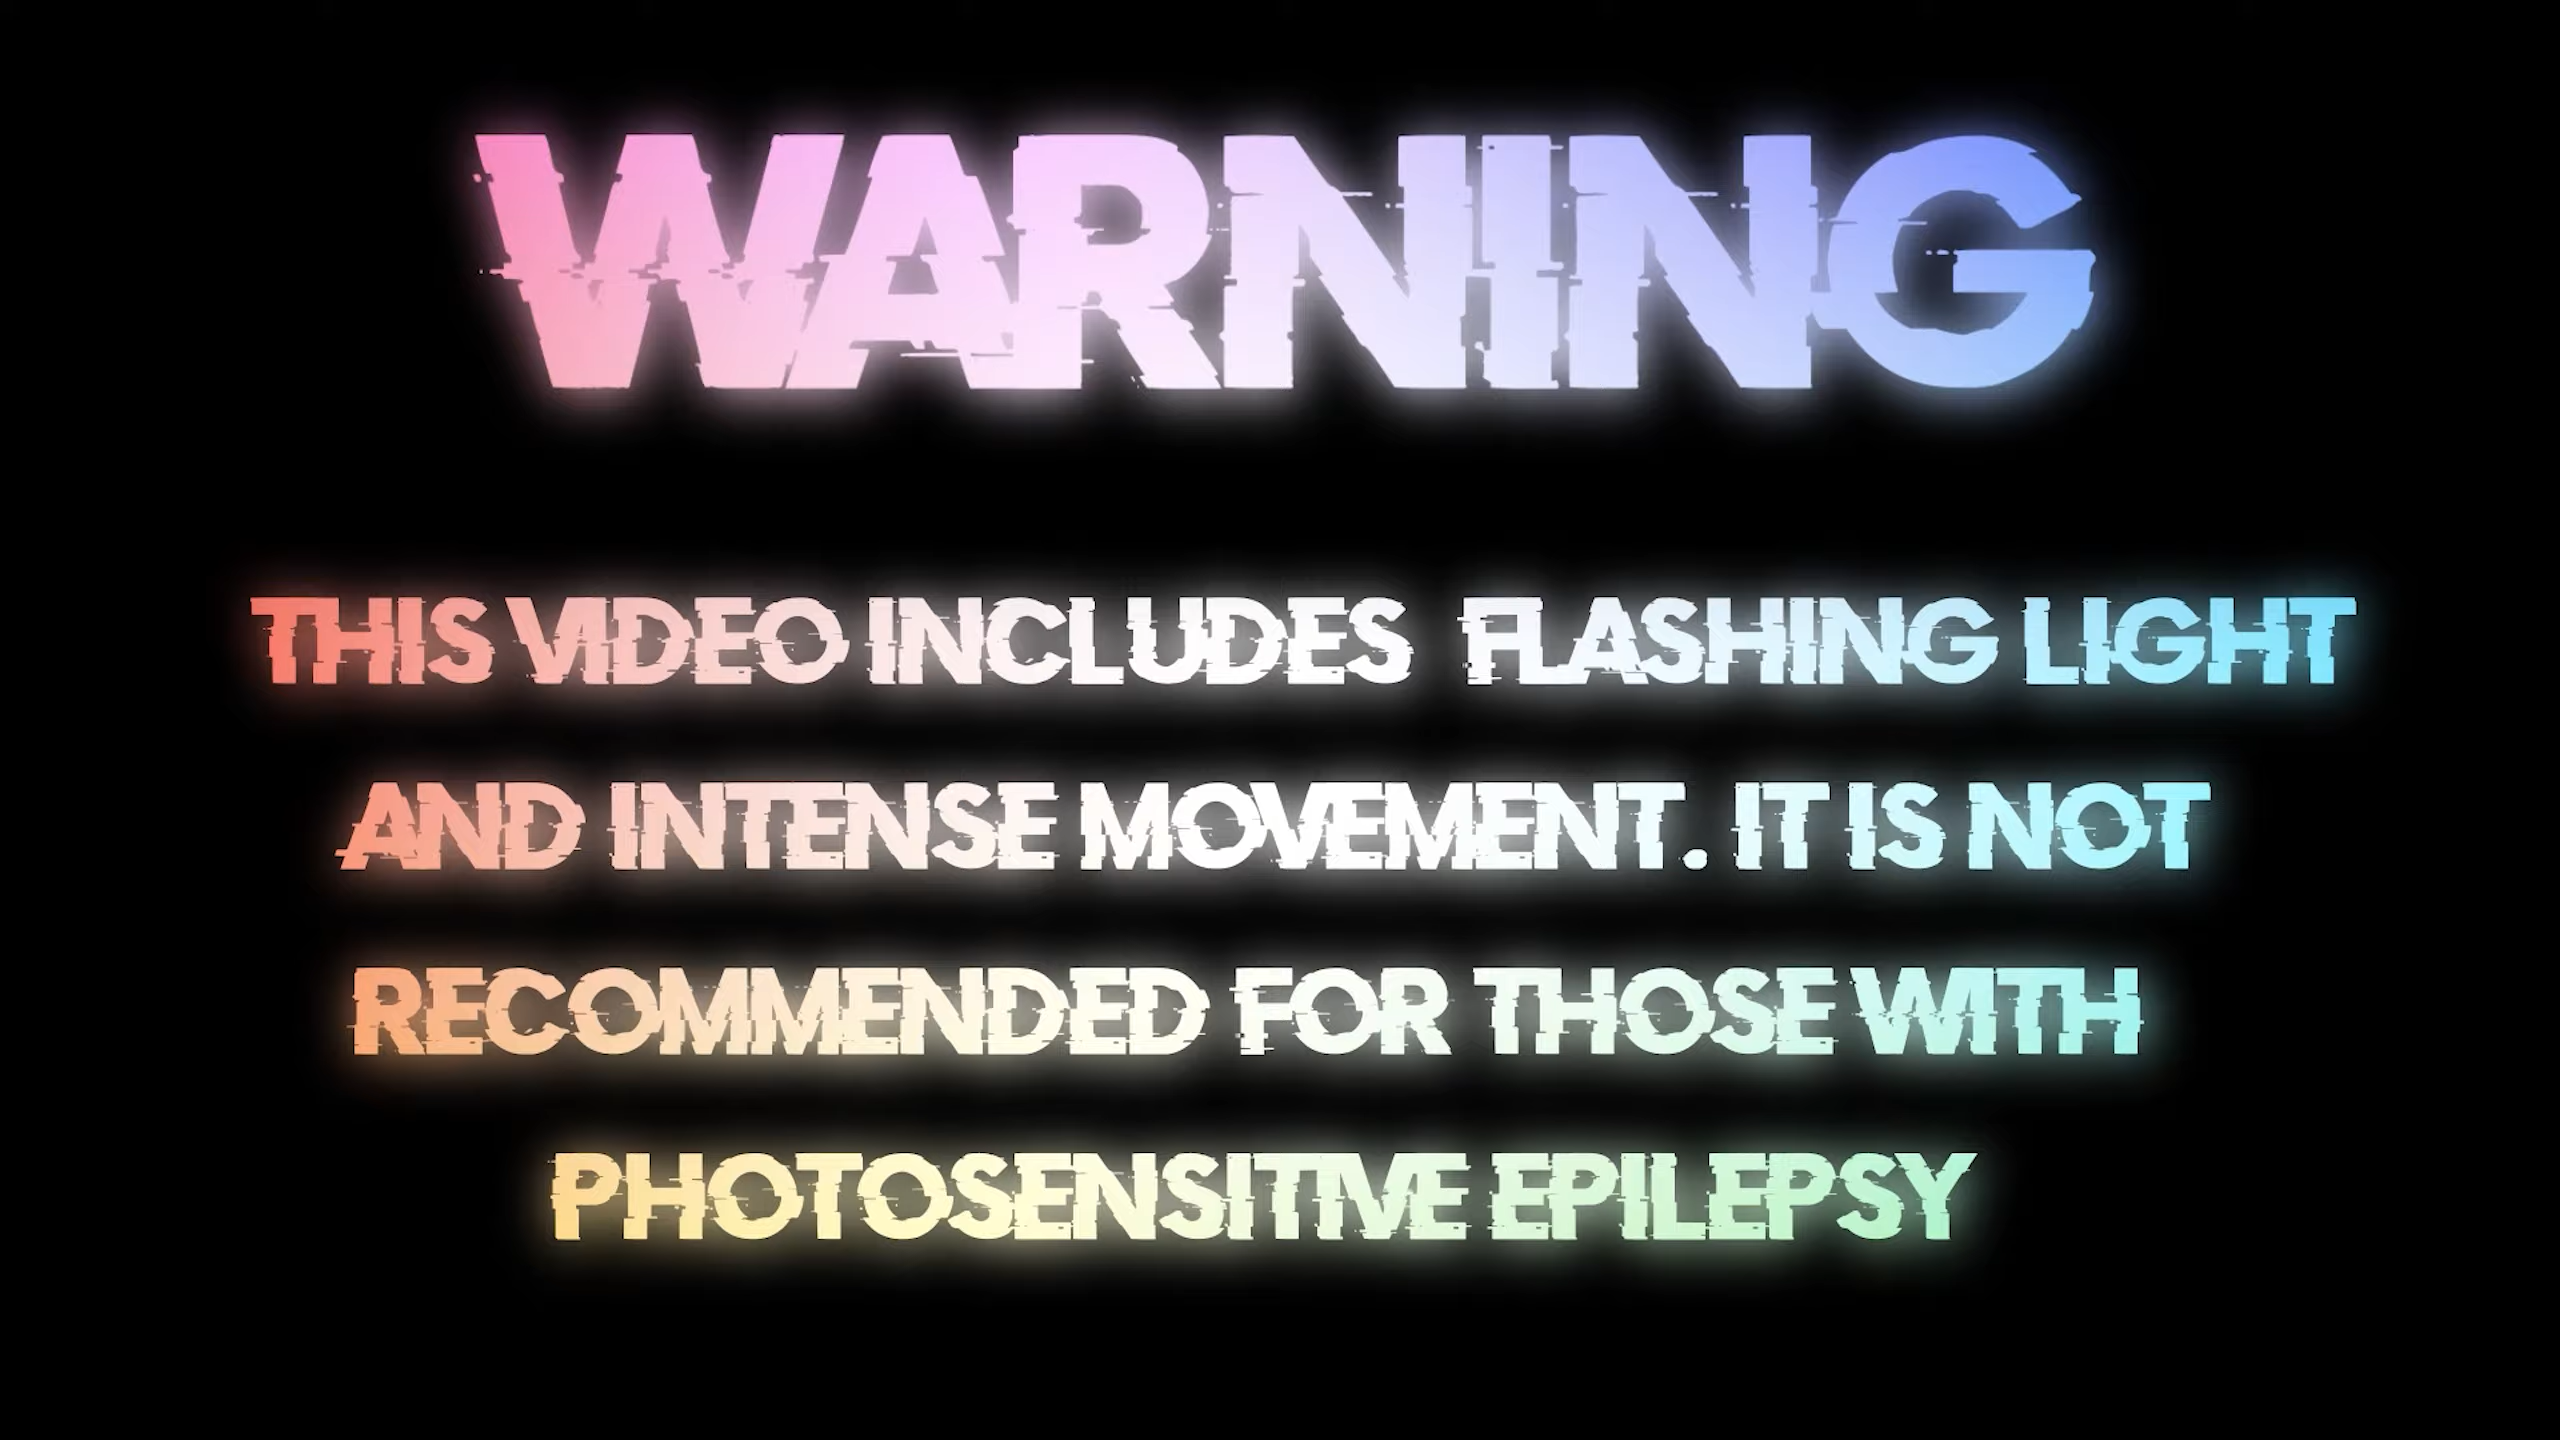 WARNING
THIS VIDEO INCLUDES FLASHING LIGHT
AND INTENSE MOVEMENT. IT IS NOT
RECOMMENDED FOR THOSE WITH
PHOTOSENSITIVE EPILEPSY